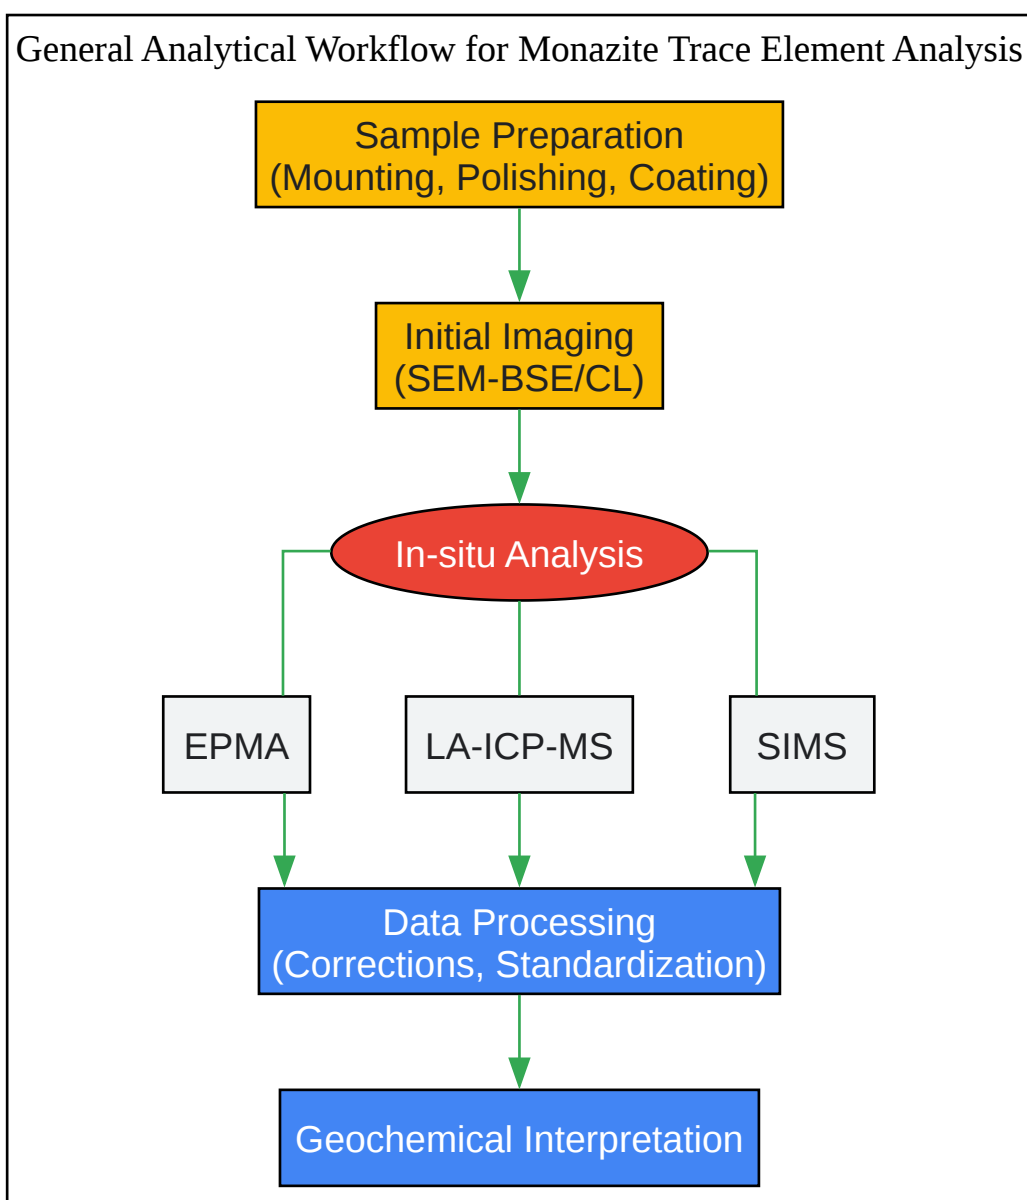 General Analytical Workflow for Monazite Trace Element Analysis
Sample Preparation
(Mounting, Polishing, Coating)
Initial Imaging
(SEM-BSE/CL)
In-situ Analysis
EPMA
LA-ICP-MS
SIMS
Data Processing
(Corrections, Standardization)
Geochemical Interpretation